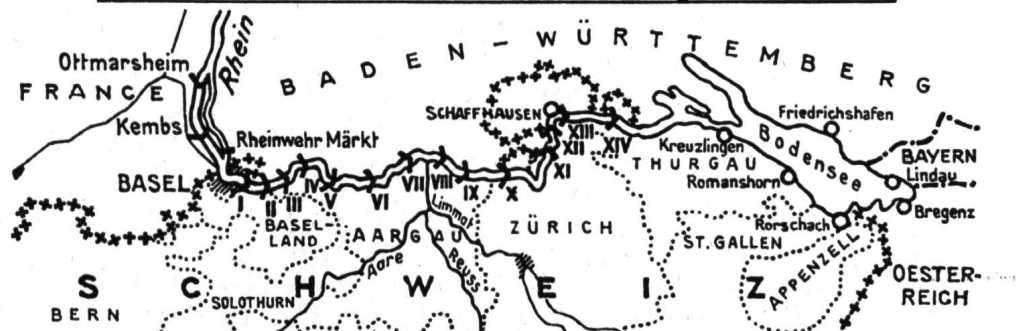 BADEN-WÜRTTEMBERG
Rhein
Ottmarsheim
FRANCE
Kembs
Rheinwehr Märkt
BASEL
SCHAFFHAUSEN
Friedrichshafen
Bodensee
Kreuzlingen
THURGAU
Romanshorn
BAYERN
Lindau
Bregenz
Rorschach
I
II
III
IV
V
VI
VII
VIII
IX
X
XI
XII
XIII
XIV
BASEL-
LAND
AARGAU
Limmat
ZÜRICH
ST. GALLEN
APPENZELL
Aare
Reuss
OESTER-
REICH
SCHWEIZ
SOLOTHURN
BERN